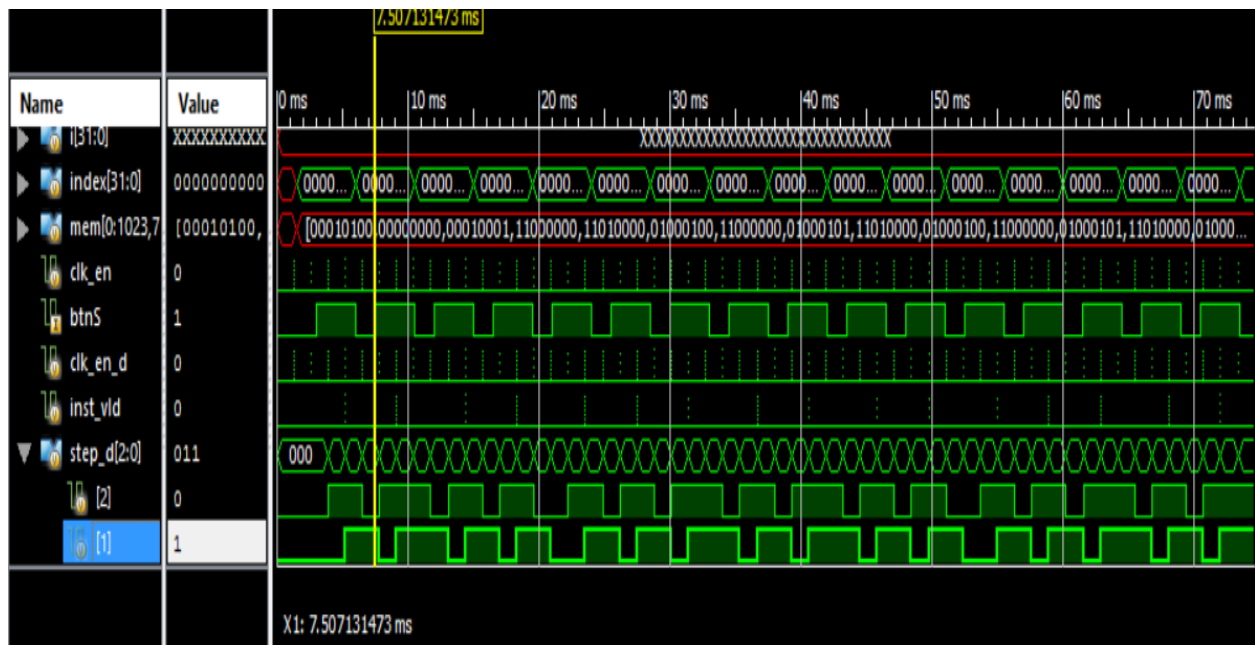 7.507131473 ms
Name Value 0 ms 10 ms 20 ms 30 ms 40 ms 50 ms 60 ms 70 ms
i[31:0] XXXXXXXXXX XXXXXXXXXXXXXXXXXXXXXXXXXXXXX
index[31:0] 0000000000 0000... 0000... 0000... 0000... 0000... 0000... 0000... 0000... 0000... 0000... 0000... 0000... 0000... 0000... 0000... 0000...
mem[0:1023,7 [00010100, [00010100,00000000,00010001,11000000,11010000,01000100,11000000,01000101,11010000,01000100,11000000,01000101,11010000,01000...
clk_en 0
btnS 1
clk_en_d 0
inst_vld 0
step_d[2:0] 011 000
[2] 0
[1] 1
X1: 7.507131473 ms